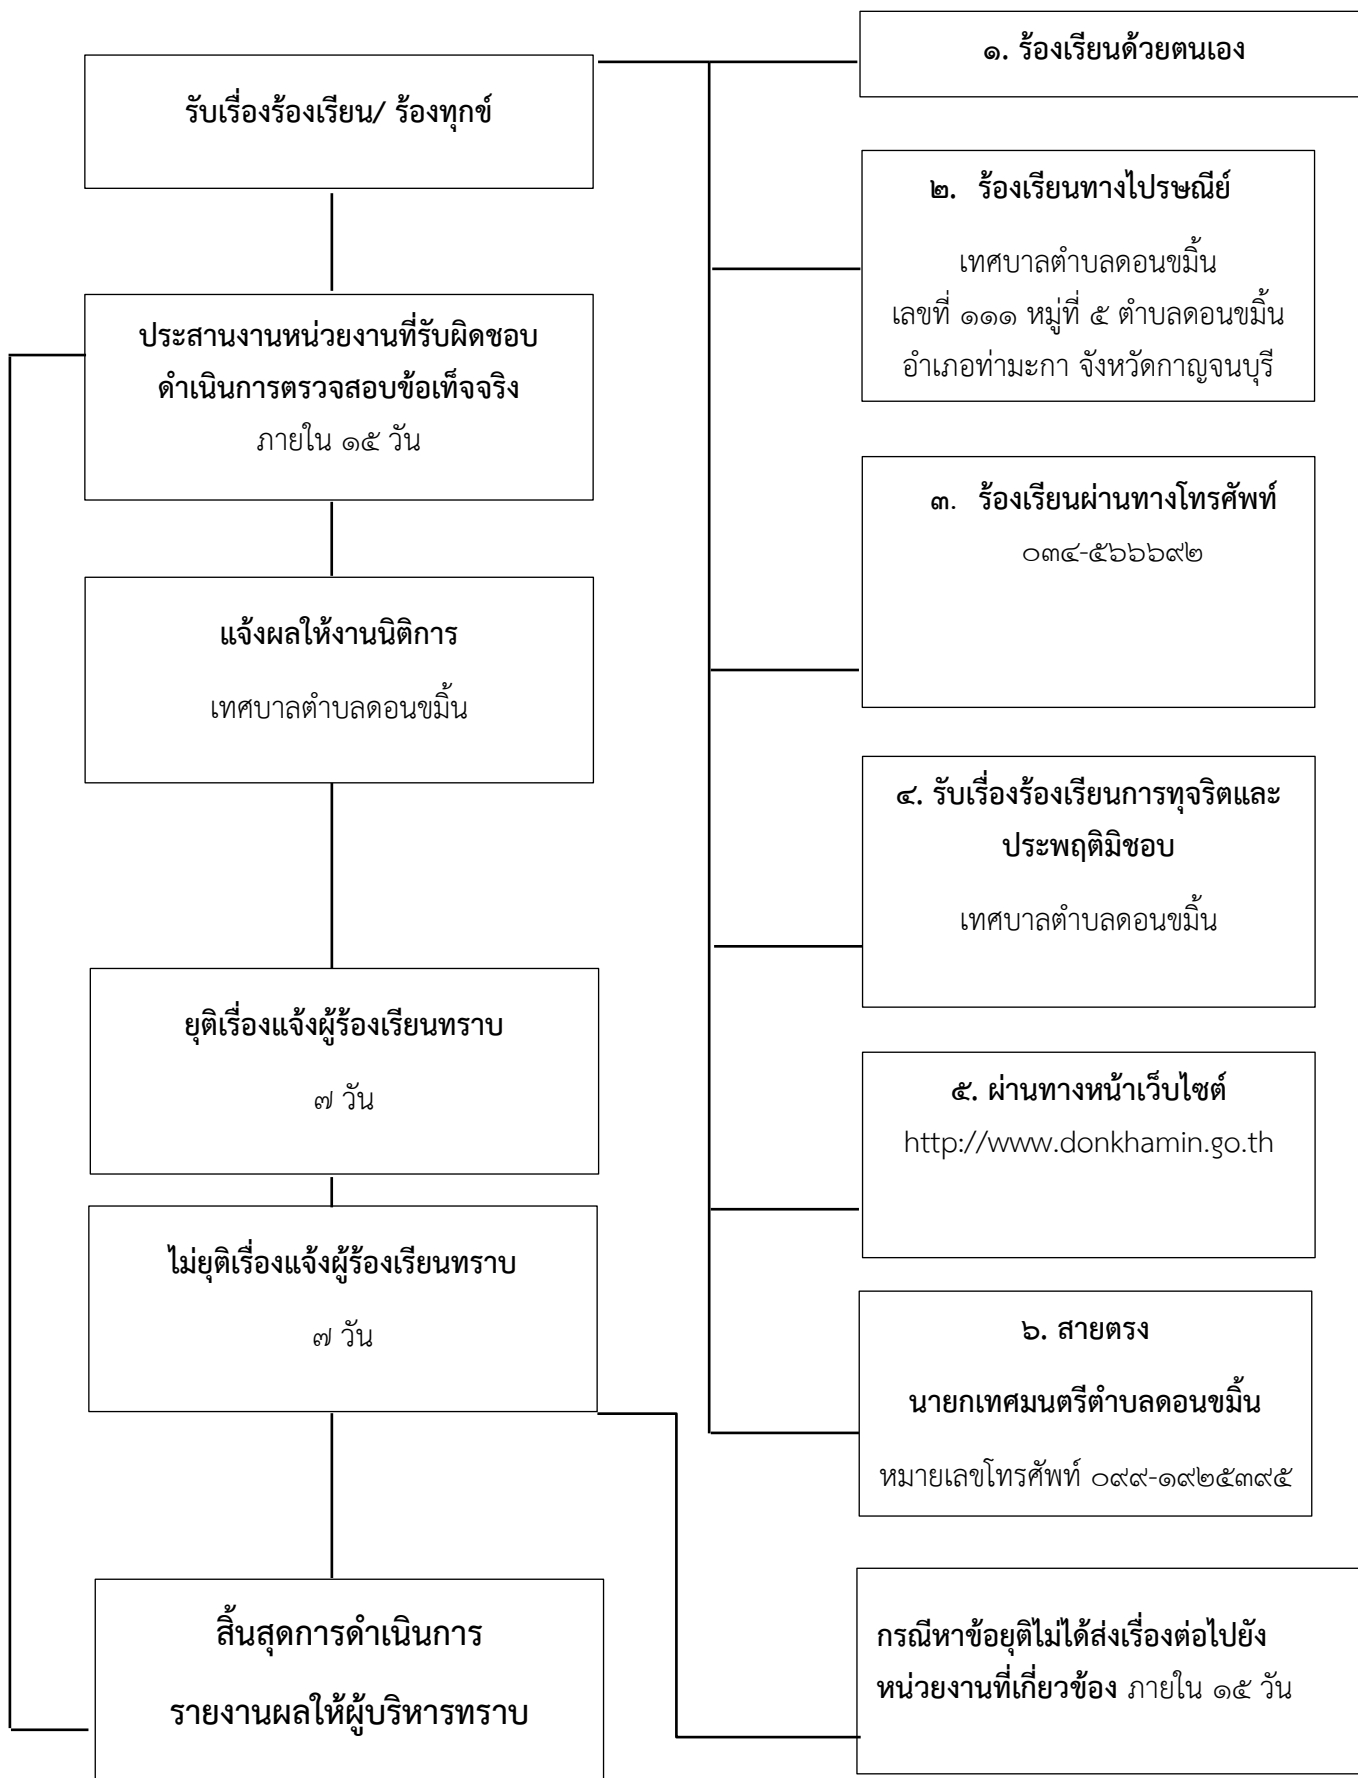 รับเรื่องร้องเรียน/ ร้องทุกข์
ประสานงานหน่วยงานที่รับผิดชอบ
ดำเนินการตรวจสอบข้อเท็จจริง
ภายใน ๑๕ วัน
แจ้งผลให้งานนิติการ
เทศบาลตำบลดอนขมิ้น
ยุติเรื่องแจ้งผู้ร้องเรียนทราบ
๗ วัน
ไม่ยุติเรื่องแจ้งผู้ร้องเรียนทราบ
๗ วัน
สิ้นสุดการดำเนินการ
รายงานผลให้ผู้บริหารทราบ
๑. ร้องเรียนด้วยตนเอง
๒. ร้องเรียนทางไปรษณีย์
เทศบาลตำบลดอนขมิ้น
เลขที่ ๑๑๑ หมู่ที่ ๕ ตำบลดอนขมิ้น
อำเภอท่ามะกา จังหวัดกาญจนบุรี
๓. ร้องเรียนผ่านทางโทรศัพท์
๐๓๔-๕๖๖๖๙๒
๔. รับเรื่องร้องเรียนการทุจริตและ
ประพฤติมิชอบ
เทศบาลตำบลดอนขมิ้น
๕. ผ่านทางหน้าเว็บไซต์
http://www.donkhamin.go.th
๖. สายตรง
นายกเทศมนตรีตำบลดอนขมิ้น
หมายเลขโทรศัพท์ ๐๙๙-๑๙๒๕๓๙๕
กรณีหาข้อยุติไม่ได้ส่งเรื่องต่อไปยัง
หน่วยงานที่เกี่ยวข้อง ภายใน ๑๕ วัน